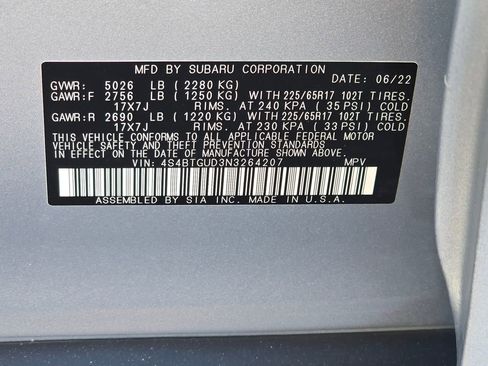 MFD BY SUBARU CORPORATION
GVWR: 5026 LB (2280 KG) DATE: 06/22
GAWR:F 2756 LB (1250 KG) WITH 225/65R17 102T TIRES
17X7J RIMS, AT 240 KPA (35 PSI) COLD
GAWR:R 2690 LB (1220 KG) WITH 225/65R17 102T TIRES
17X7J RIMS, AT 230 KPA (33 PSI) COLD
THIS VEHICLE CONFORMS TO ALL APPLICABLE FEDERAL MOTOR
VEHICLE SAFETY AND THEFT PREVENTION STANDARDS
IN EFFECT ON THE DATE OF MANUFACTURE SHOWN ABOVE.
VIN: 4S4BTGUD3N3264207 MPV
ASSEMBLED BY SIA INC. MADE IN U.S.A.